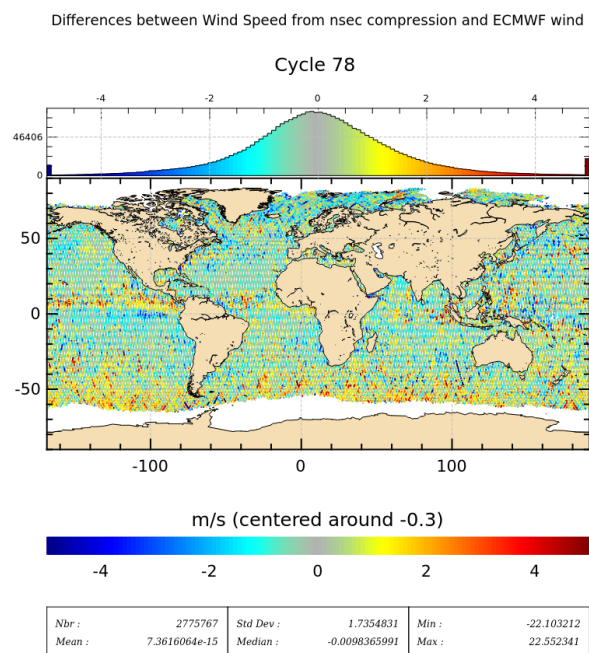 Differences between Wind Speed from nsec compression and ECMWF wind
Cycle 78
-4 -2 0 2 4
46406
0
50
0
-50
-100 0 100
m/s (centered around -0.3)
-4 -2 0 2 4
Nbr : 2775767 Std Dev : 1.7354831 Min : -22.103212
Mean : 7.3616064e-15 Median : -0.0098365991 Max : 22.552341